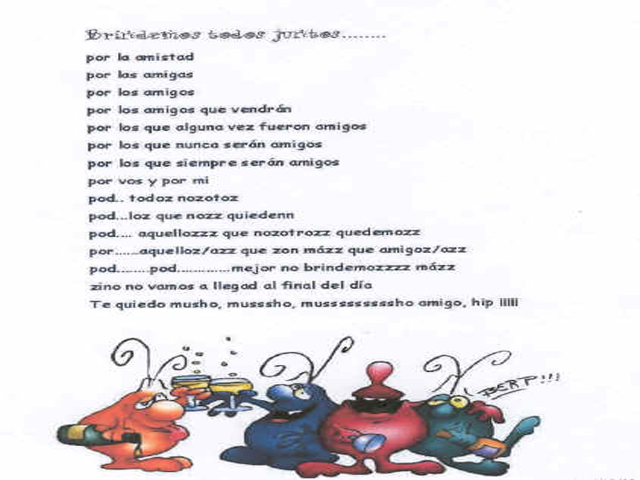 Brindemos todos juntos........
por la amistad
por las amigas
por los amigos
por los amigos que vendrán
por los que alguna vez fueron amigos
por los que nunca serán amigos
por los que siempre serán amigos
por vos y por mi
pod.. todoz nozotoz
pod...loz que nozz quiedenn
pod.... aquellozzz que nozotrozz quedemozz
por......aquelloz/azz que zon mázz que amigoz/azz
pod........pod.............mejor no brindemozzzz mázz
zino no vamos a llegad al final del día
Te quiedo musho, musssho, mussssssssssho amigo, hip !!!!!
BERP!!!